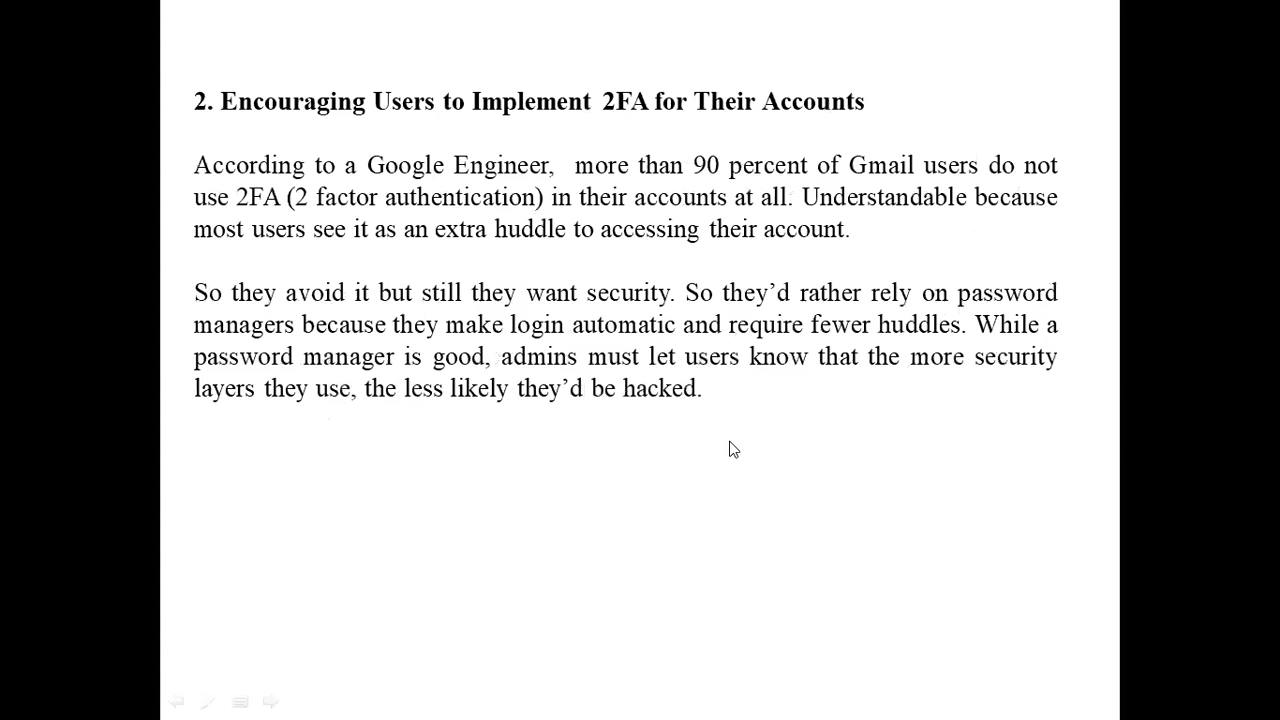 2. Encouraging Users to Implement 2FA for Their Accounts
According to a Google Engineer, more than 90 percent of Gmail users do not
use 2FA (2 factor authentication) in their accounts at all. Understandable because
most users see it as an extra huddle to accessing their account.
So they avoid it but still they want security. So they’d rather rely on password
managers because they make login automatic and require fewer huddles. While a
password manager is good, admins must let users know that the more security
layers they use, the less likely they’d be hacked.